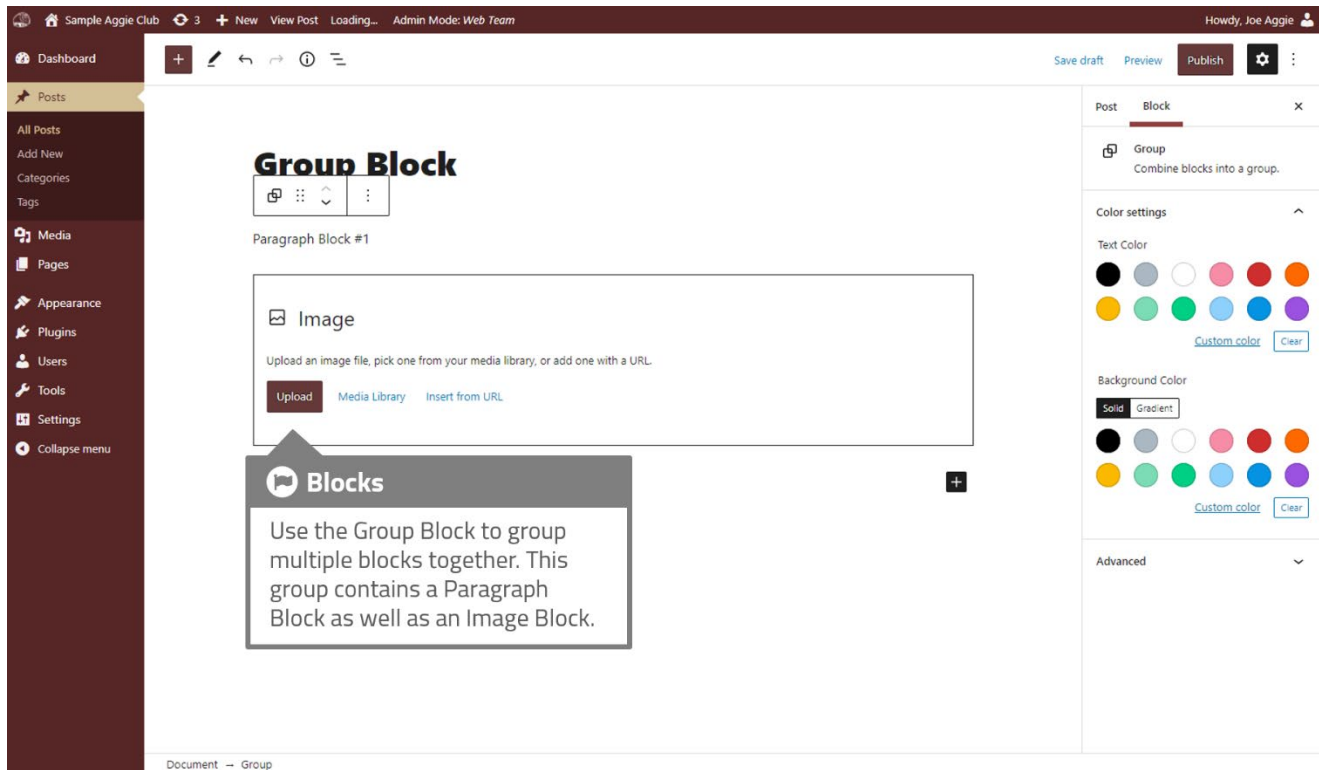 Sample Aggie Club 3 New View Post Loading... Admin Mode: Web Team Howdy, Joe Aggie
Dashboard
Posts
All Posts
Add New
Categories
Tags
Media
Pages
Appearance
Plugins
Users
Tools
Settings
Collapse menu
Save draft Preview Publish
Group Block
Paragraph Block #1
Image
Upload an image file, pick one from your media library, or add one with a URL.
Upload Media Library Insert from URL
Blocks
Use the Group Block to group
multiple blocks together. This
group contains a Paragraph
Block as well as an Image Block.
Post Block
Group
Combine blocks into a group.
Color settings
Text Color
Custom color Clear
Background Color
Solid Gradient
Custom color Clear
Advanced
Document → Group